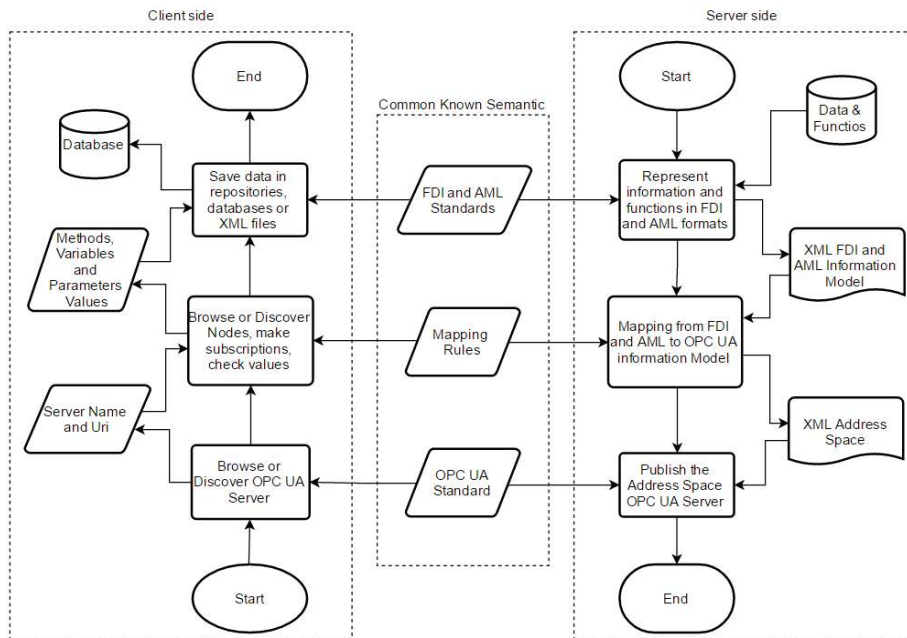 Client side
End
Database
Save data in
repositories,
databases or
XML files
Methods,
Variables
and
Parameters
Values
Browse or Discover
Nodes, make
subscriptions,
check values
Server Name
and Uri
Browse or
Discover OPC UA
Server
Start
Common Known Semantic
FDI and AML
Standards
Mapping
Rules
OPC UA
Standard
Server side
Start
Data &
Functios
Represent
information and
functions in FDI
and AML formats
XML FDI and
AML Information
Model
Mapping from FDI
and AML to OPC UA
information Model
XML Address
Space
Publish the
Address Space
OPC UA Server
End